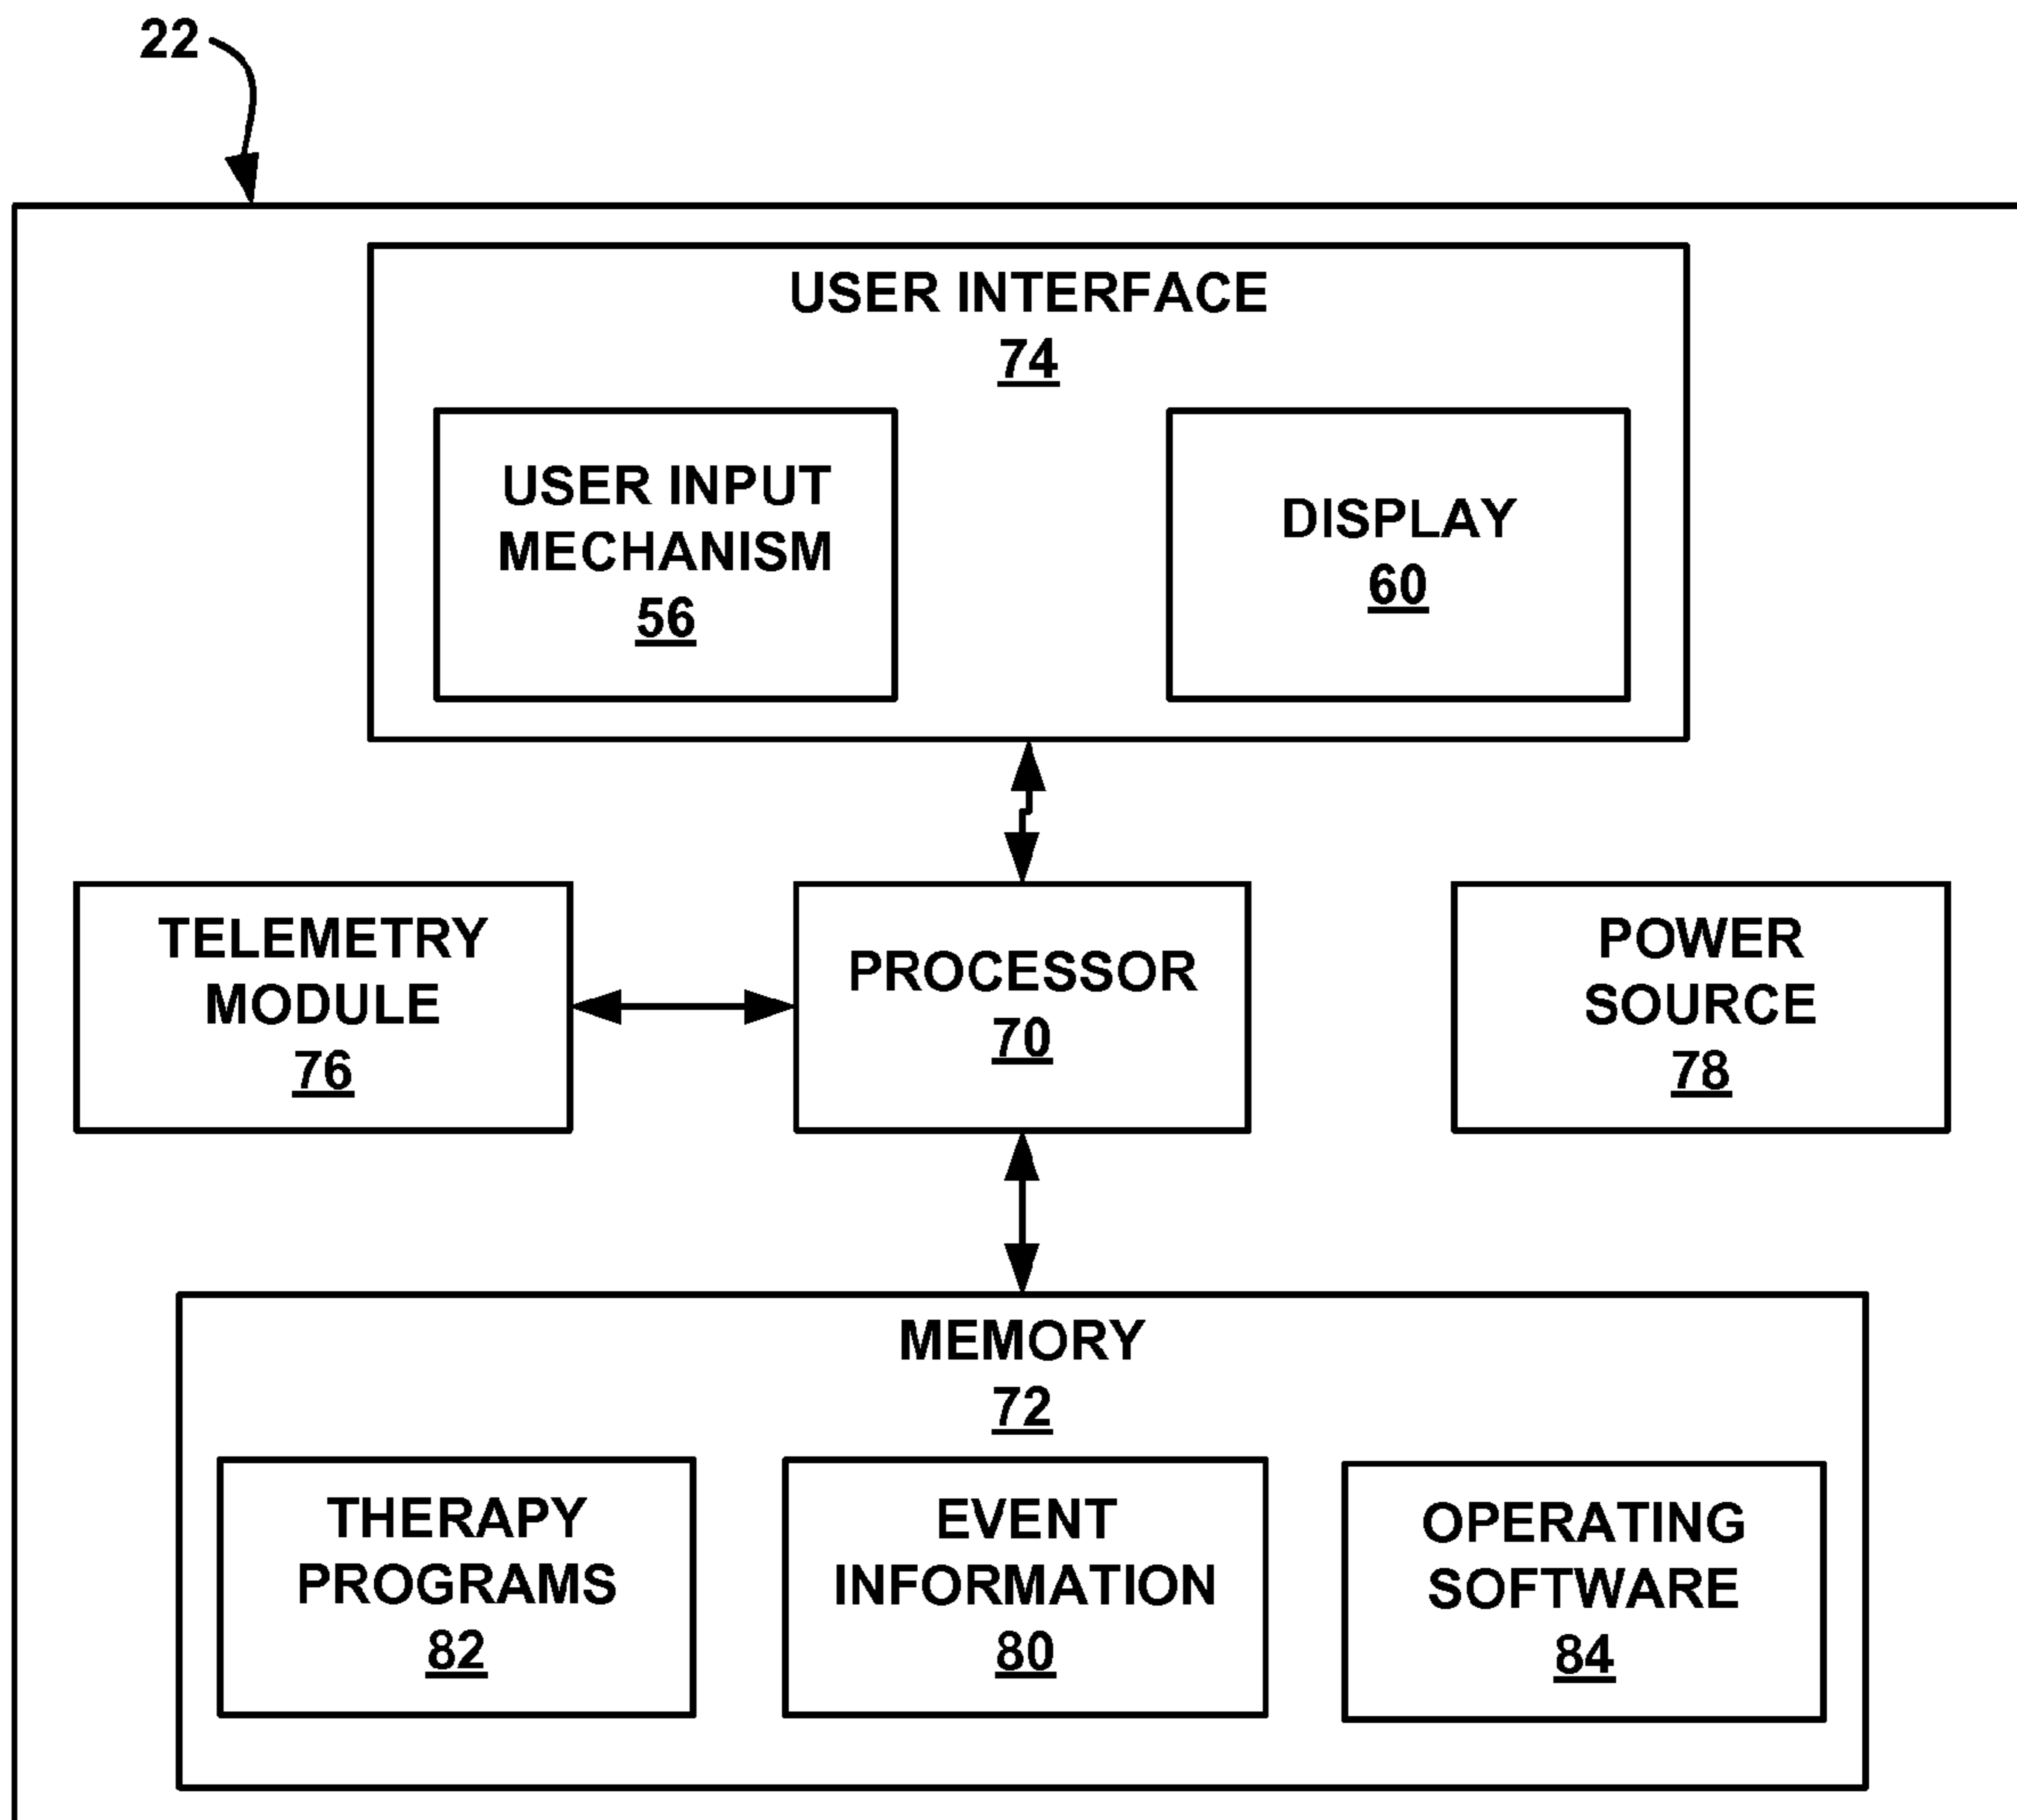 22
USER INTERFACE
74
USER INPUT
MECHANISM
56
DISPLAY
60
TELEMETRY
MODULE
76
PROCESSOR
70
POWER
SOURCE
78
MEMORY
72
THERAPY
PROGRAMS
82
EVENT
INFORMATION
80
OPERATING
SOFTWARE
84